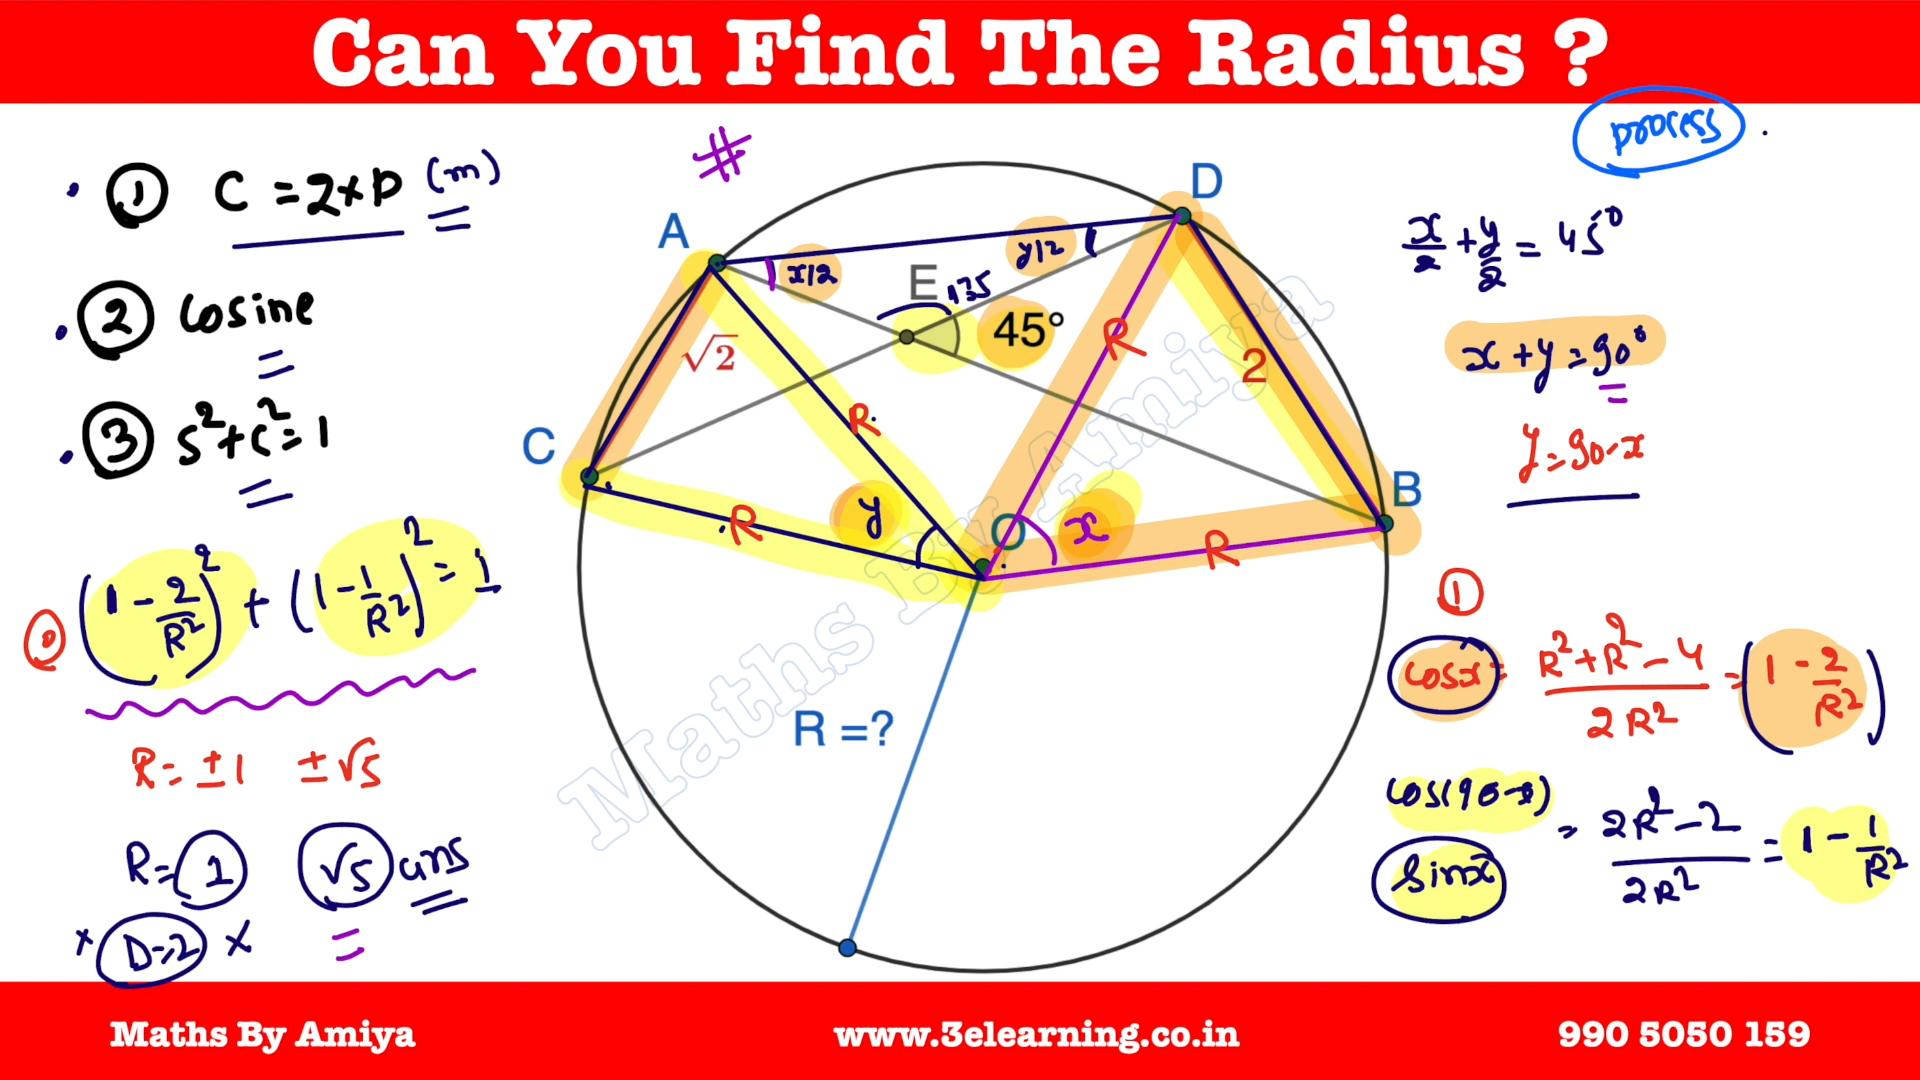 Can You Find The Radius ?
process
① C = 2 × P (m)
② cosine
③ s² + c² = 1
(1 - 2/R²)² + (1 - 1/R²)² = 1
R = ±1 ±√5
R = 1 √5 ans
× D = 2 ×
#
A
D
C
B
E
O
x/2
y/2
135
45°
√2
2
R
R
R
R
y
x
R =?
Maths By Amiya
x/2 + y/2 = 45°
x + y = 90°
y = 90 - x
①
cosx = R² + R² - 4 / 2R² = (1 - 2/R²)
cos(90-x)
sinx = 2R² - 2 / 2R² = 1 - 1/R²
Maths By Amiya
www.3elearning.co.in
990 5050 159